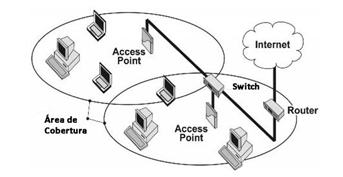 Access
Point
Internet
Switch
Router
Área de
Cobertura
Access
Point